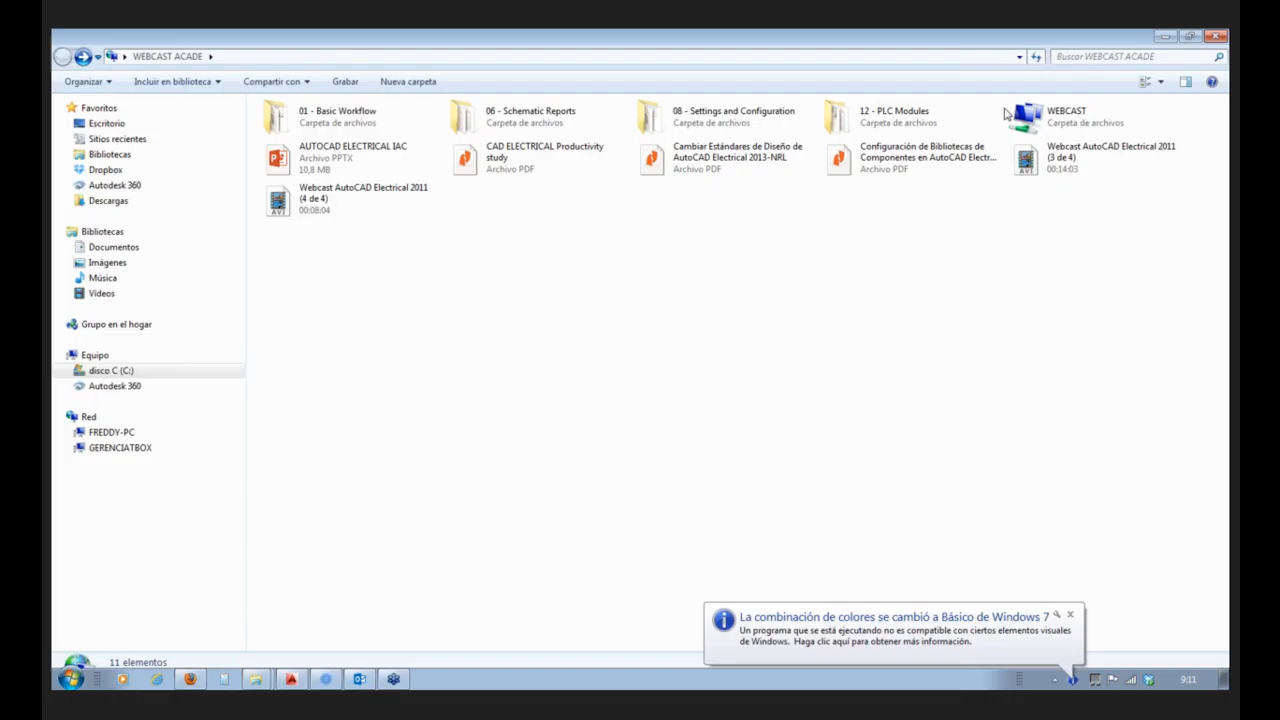 WEBCAST ACADE
Buscar WEBCAST ACADE
Organizar
Incluir en biblioteca
Compartir con
Grabar
Nueva carpeta
Favoritos
Escritorio
Sitios recientes
Bibliotecas
Dropbox
Autodesk 360
Descargas
Bibliotecas
Documentos
Imágenes
Música
Vídeos
Grupo en el hogar
Equipo
disco C (C:)
Autodesk 360
Red
FREDDY-PC
GERENCIATBOX
01 - Basic Workflow
Carpeta de archivos
06 - Schematic Reports
Carpeta de archivos
08 - Settings and Configuration
Carpeta de archivos
12 - PLC Modules
Carpeta de archivos
WEBCAST
Carpeta de archivos
AUTOCAD ELECTRICAL IAC
Archivo PPTX
10,8 MB
CAD ELECTRICAL Productivity
study
Archivo PDF
Cambiar Estándares de Diseño de
AutoCAD Electrical 2013-NRL
Archivo PDF
Configuración de Bibliotecas de
Componentes en AutoCAD Electr...
Archivo PDF
Webcast AutoCAD Electrical 2011
(3 de 4)
00:14:03
Webcast AutoCAD Electrical 2011
(4 de 4)
00:08:04
AVI
AVI
La combinación de colores se cambió a Básico de Windows 7
Un programa que se está ejecutando no es compatible con ciertos elementos visuales
de Windows. Haga clic aquí para obtener más información.
11 elementos
9:11